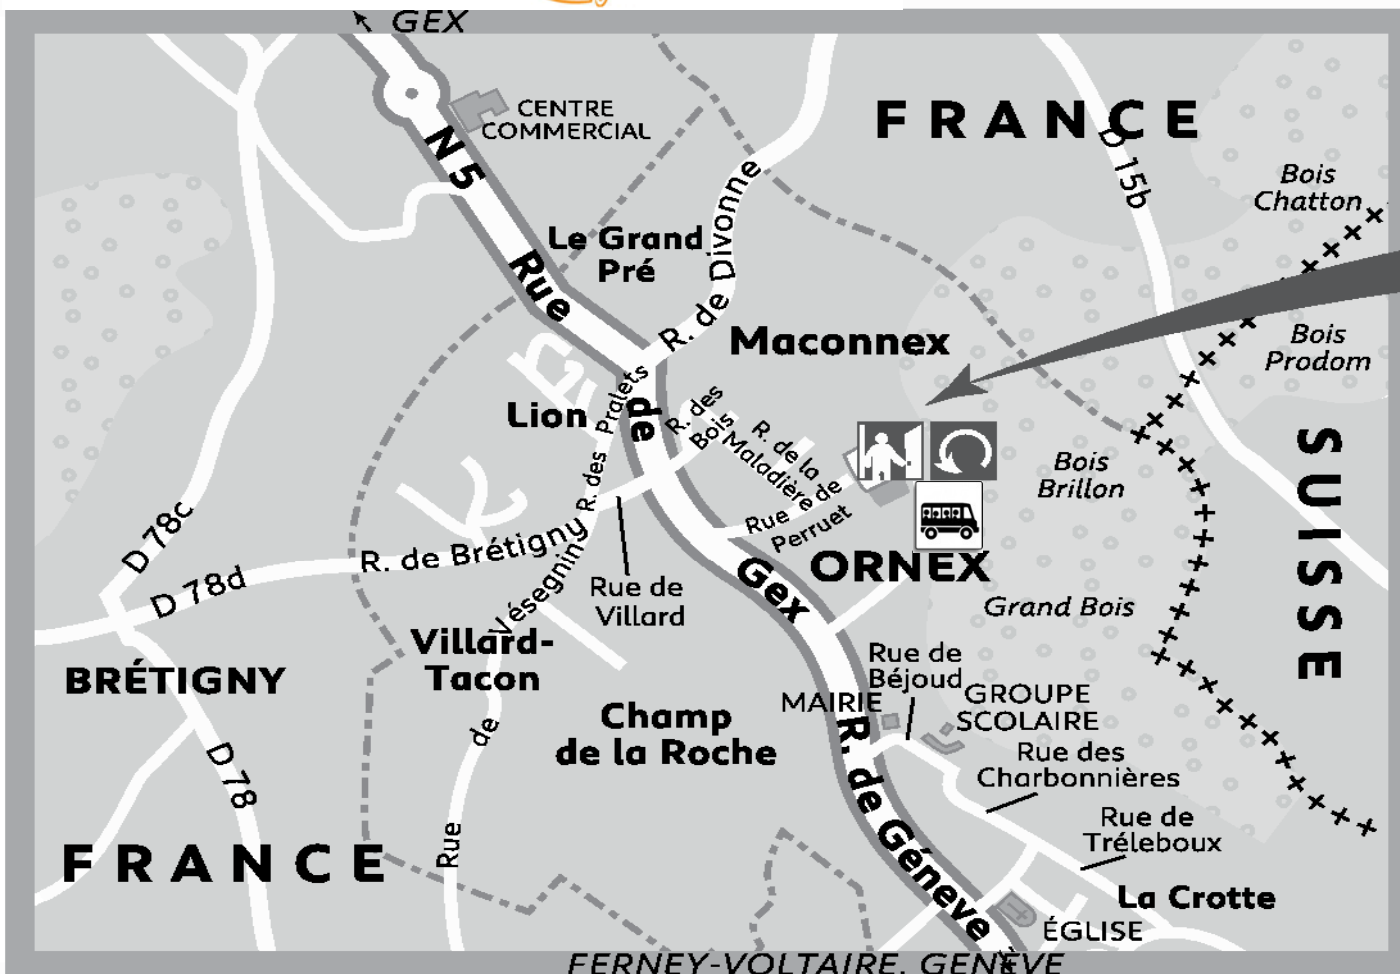 GEX
CENTRE
COMMERCIAL
FRANCE
N5
D 15b
Bois
Chatton
Le Grand
Pré
R. de Divonne
Rue de Gex
Maconnex
Bois
Prodom
Lion
R. des Pralets
R. des
Bois
R. de la
Maladière
Rue de
Perruet
Bois
Brillon
SUISSE
D 78c
D 78d
R. de Brétigny
Rue de
Villard
ORNEX
Grand Bois
Rue de Vésegnin
Villard-
Tacon
BRÉTIGNY
Rue de
Béjoud
MAIRIE
GROUPE
SCOLAIRE
Champ
de la Roche
D 78
R. de Géneve
Rue des
Charbonnières
Rue de
Tréleboux
FRANCE
La Crotte
ÉGLISE
FERNEY-VOLTAIRE, GENÈVE